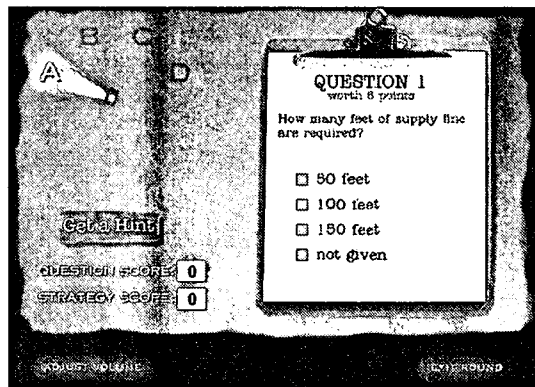 B C
A
D
QUESTION 1
worth 6 points
How many feet of supply line
are required?
50 feet
100 feet
150 feet
not given
Get a Hint
QUESTION SCORE: 0
STRATEGY SCORE: 0
ADJUST VOLUME
ROUND